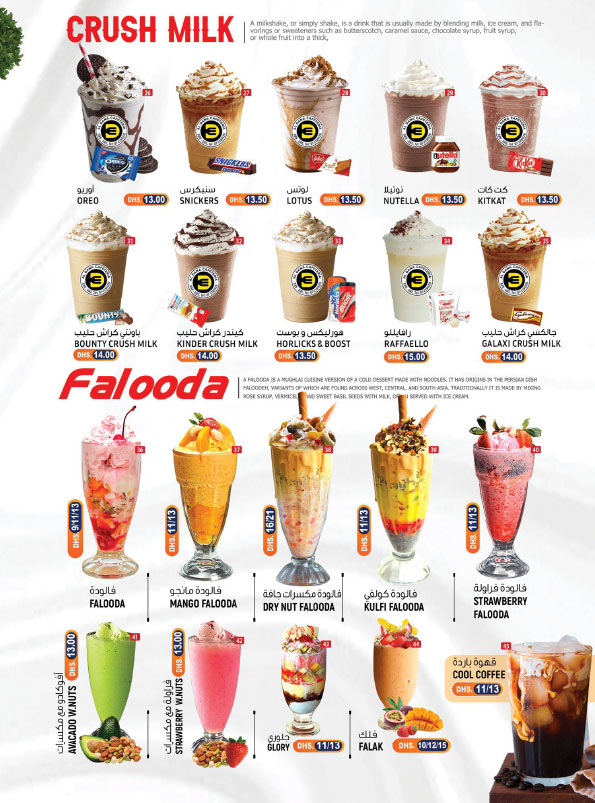 CRUSH MILK
A milkshake, or simply shake, is a drink that is usually made by blending milk, ice cream, and fla-
vorings or sweeteners such as butterscotch, caramel sauce, chocolate syrup, fruit syrup,
or whole fruit into a thick,
26
27
28
29
30
OREO
SNICKERS
nutella
KitKat
أوريو
OREO
DHS. 13.00
سنيكرس
SNICKERS
DHS. 13.50
لوتس
LOTUS
DHS. 13.50
نوتيلا
NUTELLA
DHS. 13.50
كت كات
KITKAT
DHS. 13.50
31
32
33
34
35
BOUNTY
باونتي كراش حليب
BOUNTY CRUSH MILK
DHS. 14.00
كيندر كراش حليب
KINDER CRUSH MILK
DHS. 14.00
هورليكس و بوست
HORLICKS & BOOST
DHS. 13.50
رافايللو
RAFFAELLO
DHS. 15.00
جالكسي كراش حليب
GALAXI CRUSH MILK
DHS. 14.00
Falooda
A FALOODA IS A MUGHLAI CUISINE VERSION OF A COLD DESSERT MADE WITH NOODLES. IT HAS ORIGINS IN THE PERSIAN DISH
FALOODEH, VARIANTS OF WHICH ARE FOUND ACROSS WEST, CENTRAL, AND SOUTH ASIA. TRADITIONALLY IT IS MADE BY MIXING
ROSE SYRUP, VERMICEL AND SWEET BASIL SEEDS WITH MILK, SERVED WITH ICE CREAM.
36
37
38
39
40
DHS. 9/11/13
DHS. 11/13
DHS. 16/21
DHS. 11/13
DHS. 11/13
فالودة
FALOODA
فالودة مانجو
MANGO FALOODA
فالودة مكسرات جافة
DRY NUT FALOODA
فالودة كولفي
KULFI FALOODA
فالودة فراولة
STRAWBERRY
FALOODA
41
42
43
44
45
أفوكادو مع مكسرات
AVACADO W.NUTS
DHS. 13.00
فراولة مع مكسرات
STRAWBERRY W.NUTS
DHS. 13.00
جلوري
GLORY
DHS. 11/13
فلك
FALAK
DHS. 10/12/15
قهوة باردة
COOL COFFEE
DHS. 11/13